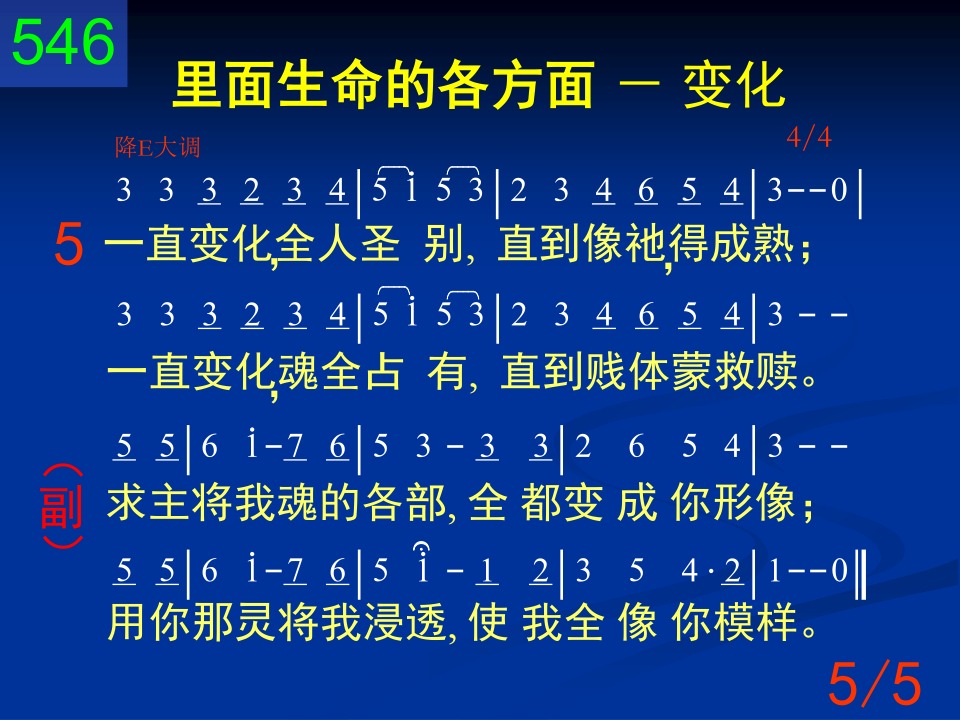 546
里面生命的各方面 － 变化
降E大调 4/4
3 3 3 2 3 4|5 i 5 3|2 3 4 6 5 4|3--0|
5 一直变化,全人圣 别, 直到像祂,得成熟；
3 3 3 2 3 4|5 i 5 3|2 3 4 6 5 4|3 - -
一直变化,魂全占 有, 直到贱体蒙救赎。
5 5|6 i-7 6|5 3 - 3 3|2 6 5 4|3 - -
（副） 求主将我魂的各部, 全 都变 成 你形像；
5 5|6 i-7 6|5 i - 1 2|3 5 4·2|1--0‖
用你那灵将我浸透, 使 我全 像 你模样。
5/5